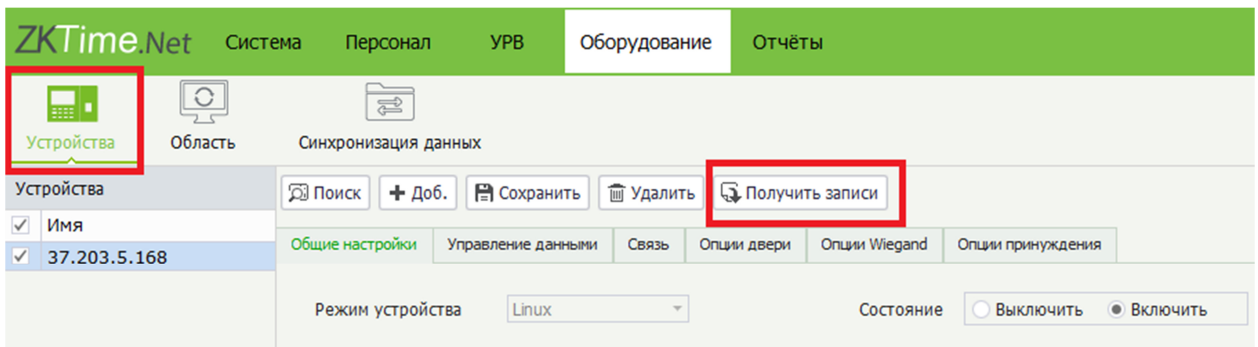 ZKTime.Net Система Персонал УРВ Оборудование Отчёты
Устройства Область Синхронизация данных
Устройства Поиск Доб. Сохранить Удалить Получить записи
Имя
Общие настройки Управление данными Связь Опции двери Опции Wiegand Опции принуждения
37.203.5.168
Режим устройства Linux Состояние Выключить Включить